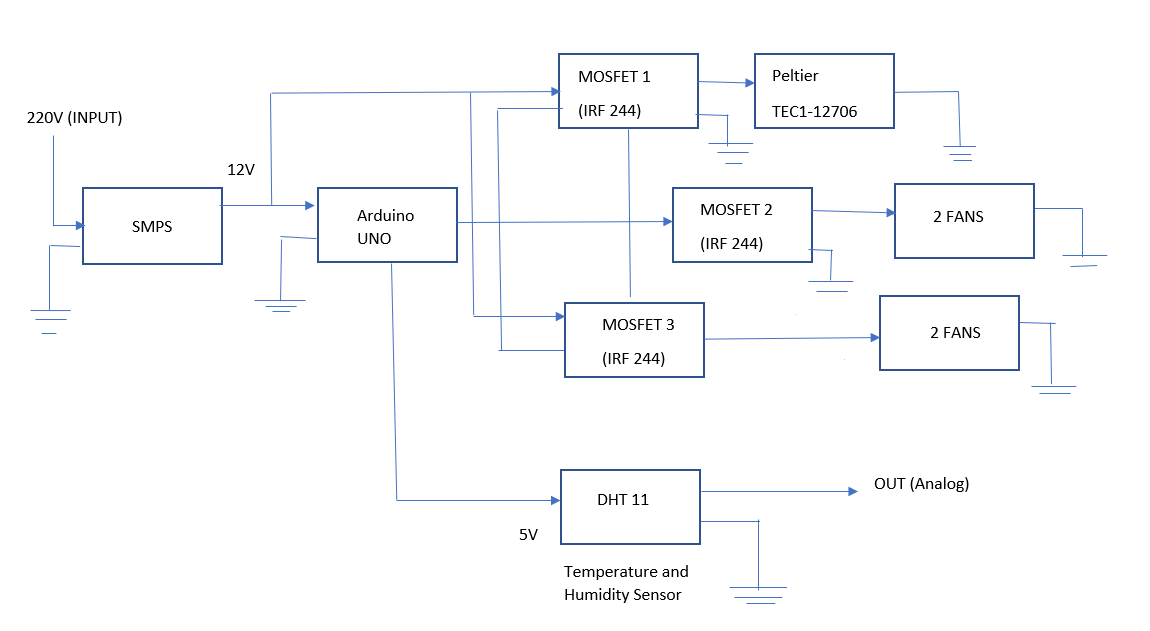 MOSFET 1
(IRF 244)
Peltier
TEC1-12706
220V (INPUT)
12V
SMPS
Arduino
UNO
MOSFET 2
(IRF 244)
2 FANS
MOSFET 3
(IRF 244)
2 FANS
DHT 11
OUT (Analog)
5V
Temperature and
Humidity Sensor